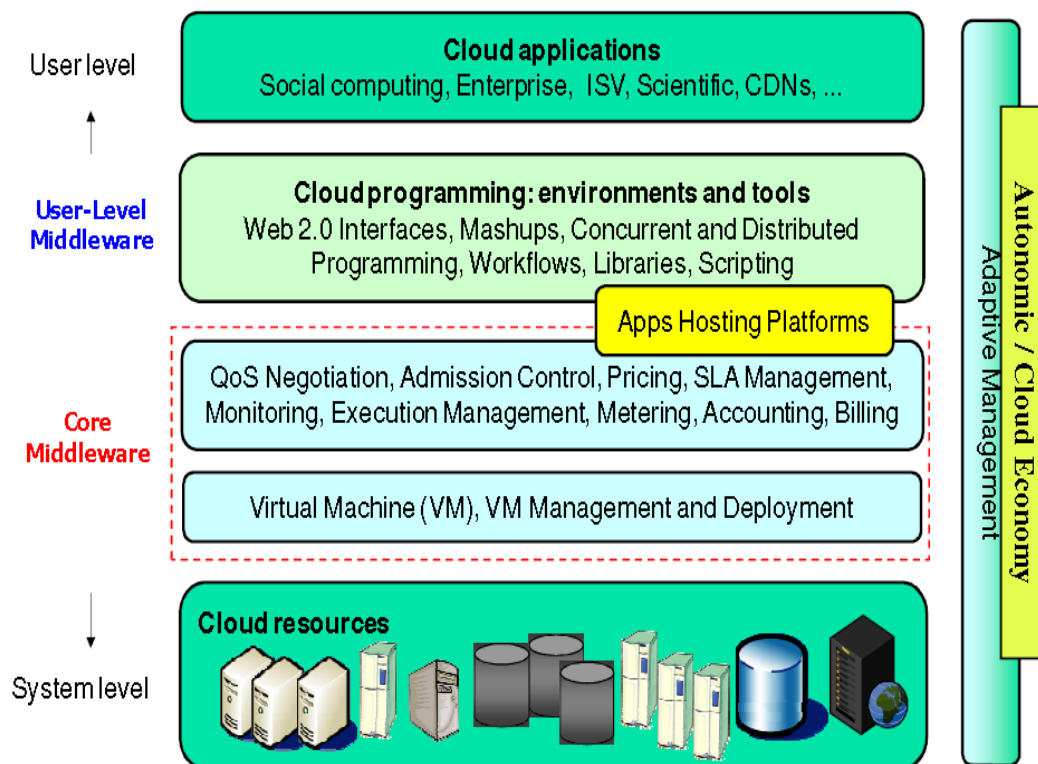 User level
Cloud applications
Social computing, Enterprise, ISV, Scientific, CDNs, ...
User-Level
Middleware
Cloud programming: environments and tools
Web 2.0 Interfaces, Mashups, Concurrent and Distributed
Programming, Workflows, Libraries, Scripting
Apps Hosting Platforms
Core
Middleware
QoS Negotiation, Admission Control, Pricing, SLA Management,
Monitoring, Execution Management, Metering, Accounting, Billing
Virtual Machine (VM), VM Management and Deployment
System level
Cloud resources
Adaptive Management
Autonomic / Cloud Economy